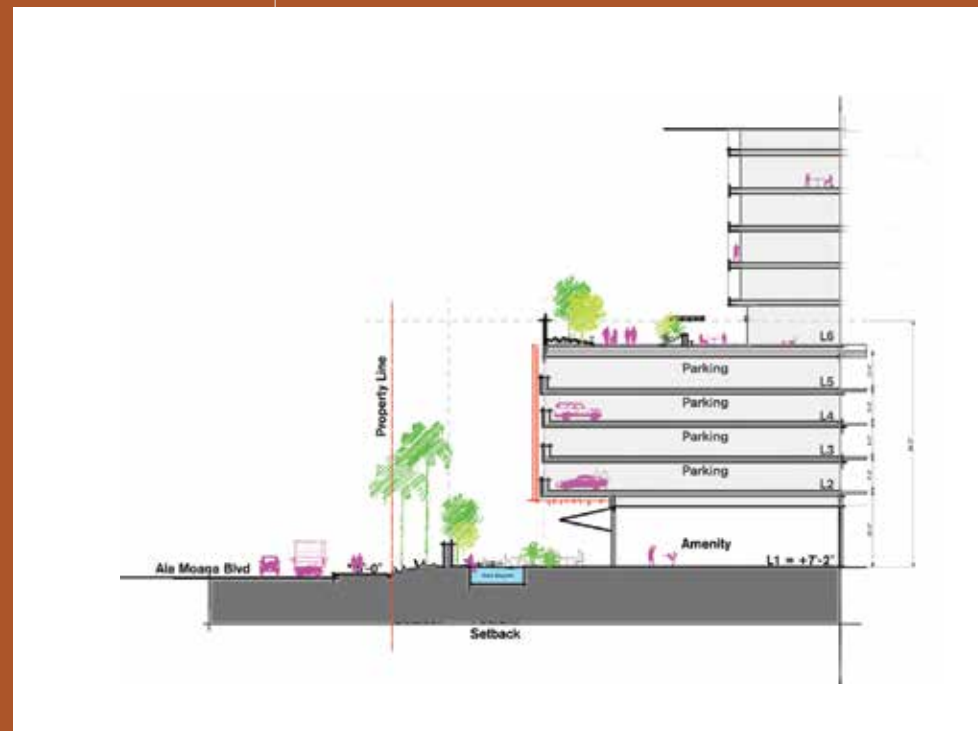 Property Line
L6
Parking
L5
Parking
L4
Parking
L3
Parking
L2
Amenity
L1 = +7'-2"
Ala Moana Blvd
Setback